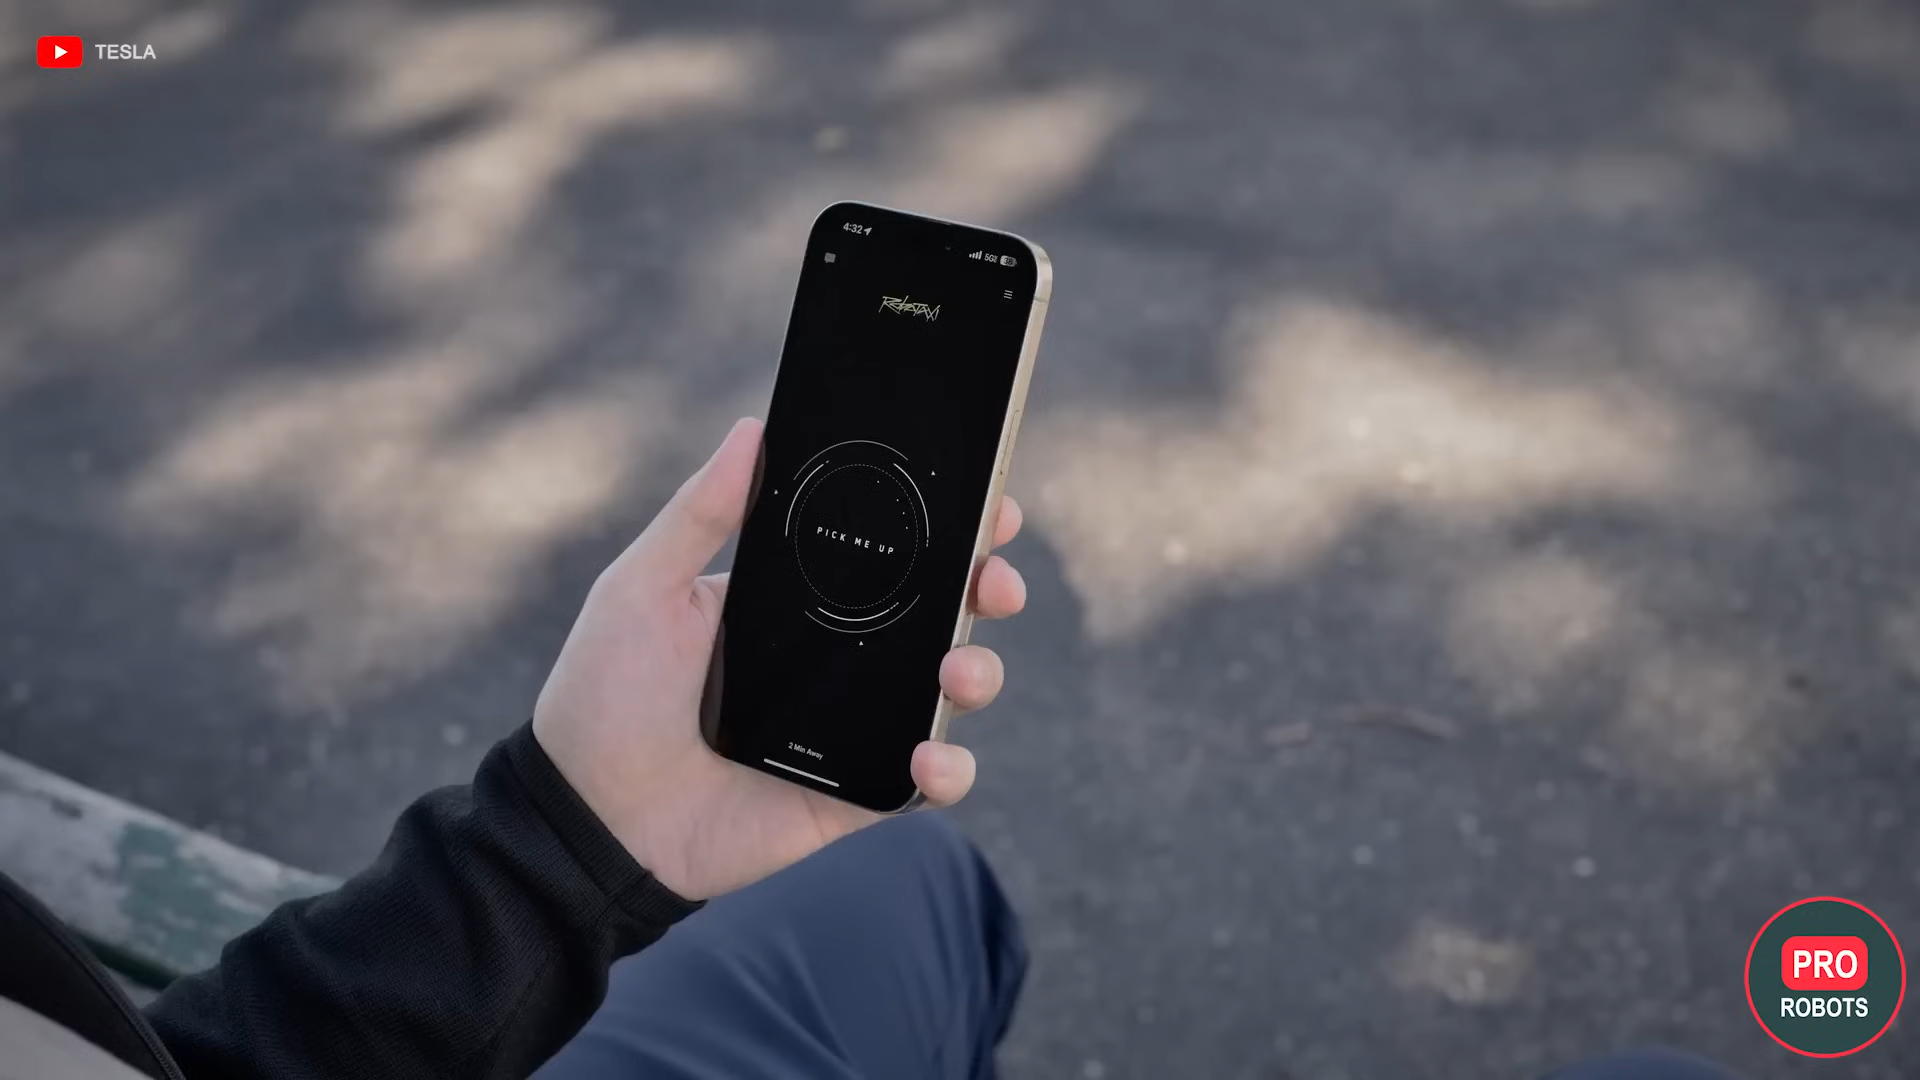 TESLA
4:32
5G
ROBOTAXI
PICK ME UP
2 Min Away
PRO
ROBOTS